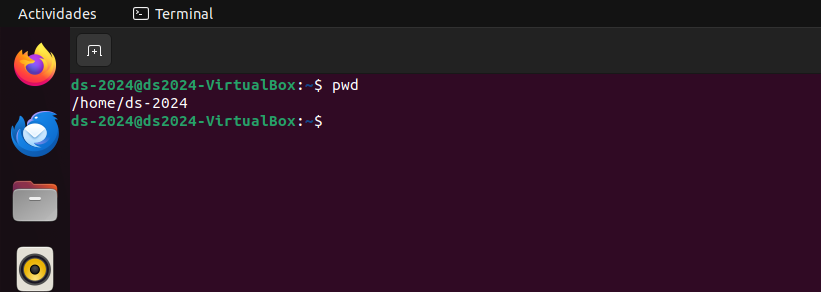 Actividades Terminal
ds-2024@ds2024-VirtualBox:~$ pwd
/home/ds-2024
ds-2024@ds2024-VirtualBox:~$